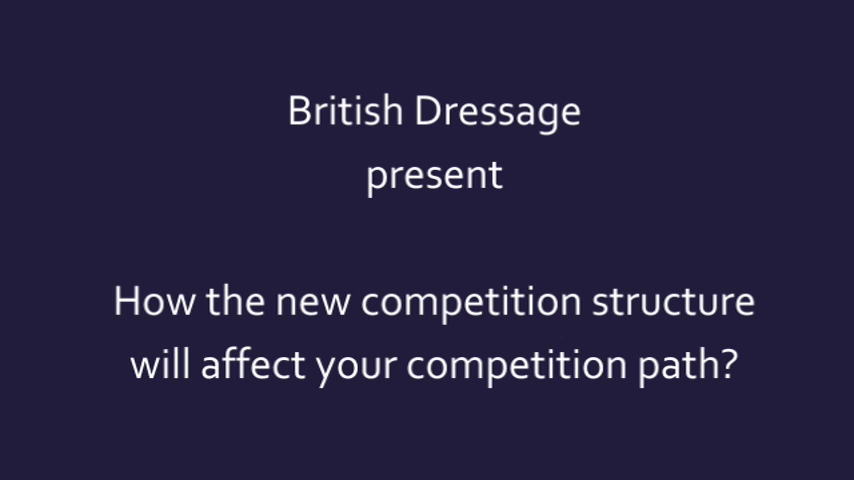 British Dressage
present
How the new competition structure
will affect your competition path?